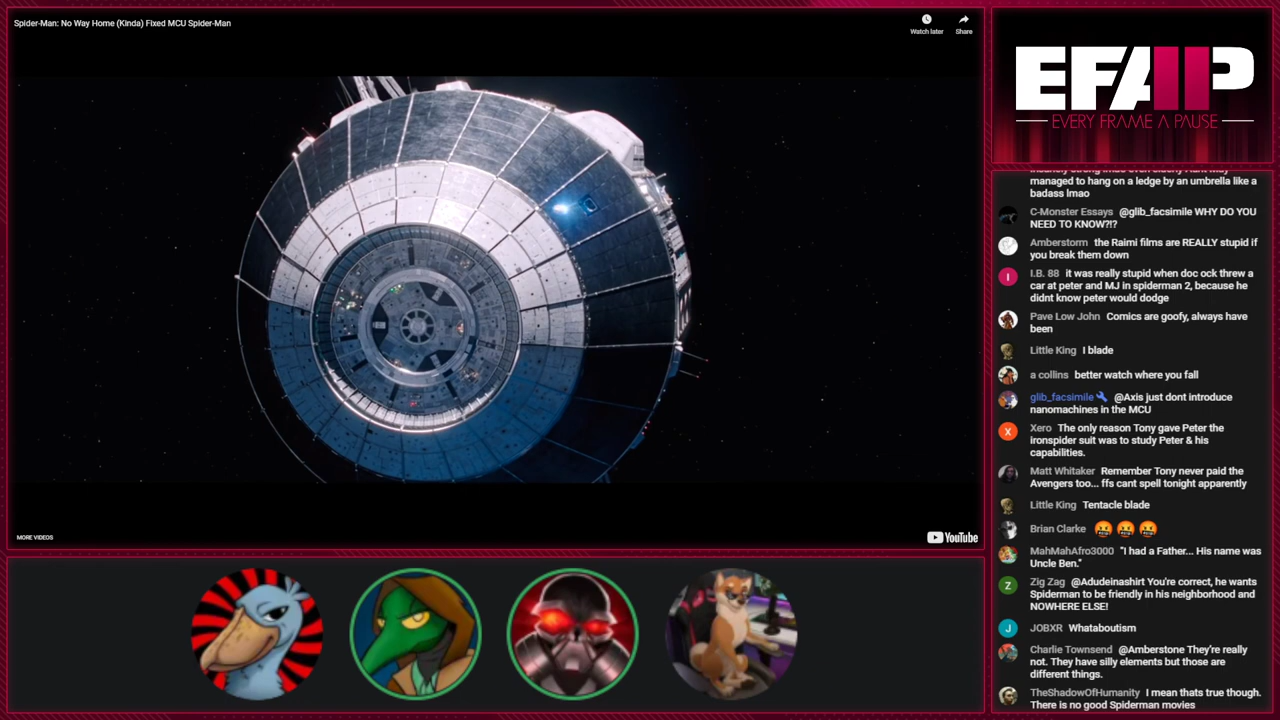 Spider-Man: No Way Home (Kinda) Fixed MCU Spider-Man
Watch later
Share
MORE VIDEOS
YouTube
EFAP
EVERY FRAME A PAUSE
managed to hang on a ledge by an umbrella like a
badass lmao
C-Monster Essays @glib_facsimile WHY DO YOU
NEED TO KNOW?!?
Amberstorm the Raimi films are REALLY stupid if
you break them down
I.B. 88 it was really stupid when doc ock threw a
car at peter and MJ in spiderman 2, because he
didnt know peter would dodge
Pave Low John Comics are goofy, always have
been
Little King I blade
a collins better watch where you fall
glib_facsimile @Axis just dont introduce
nanomachines in the MCU
X
Xero The only reason Tony gave Peter the
ironspider suit was to study Peter & his
capabilities.
Matt Whitaker Remember Tony never paid the
Avengers too... ffs cant spell tonight apparently
Little King Tentacle blade
Brian Clarke
MahMahAfro3000 "I had a Father... His name was
Uncle Ben."
Z
Zig Zag @Adudeinashirt You're correct, he wants
Spiderman to be friendly in his neighborhood and
NOWHERE ELSE!
J
JOBXR Whataboutism
Charlie Townsend @Amberstone They're really
not. They have silly elements but those are
different things.
TheShadowOfHumanity I mean thats true though.
There is no good Spiderman movies